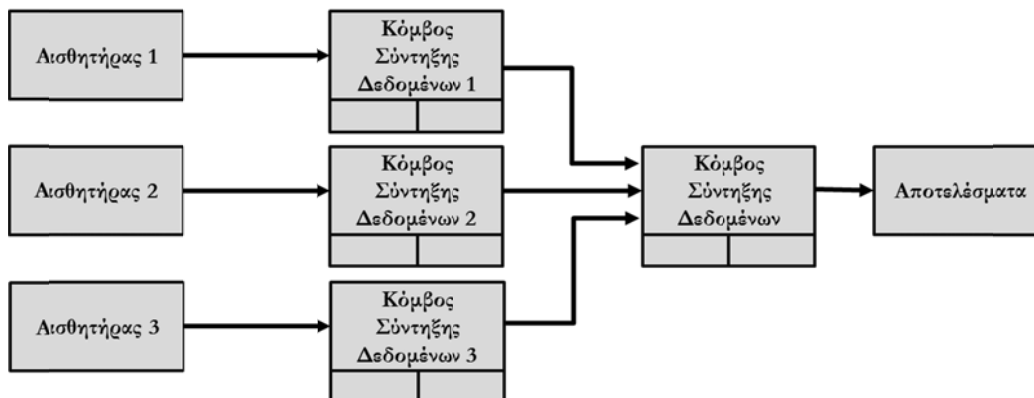 Αισθητήρας 1
Κόμβος
Σύντηξης
Δεδομένων 1
Αισθητήρας 2
Κόμβος
Σύντηξης
Δεδομένων 2
Κόμβος
Σύντηξης
Δεδομένων
Αποτελέσματα
Αισθητήρας 3
Κόμβος
Σύντηξης
Δεδομένων 3